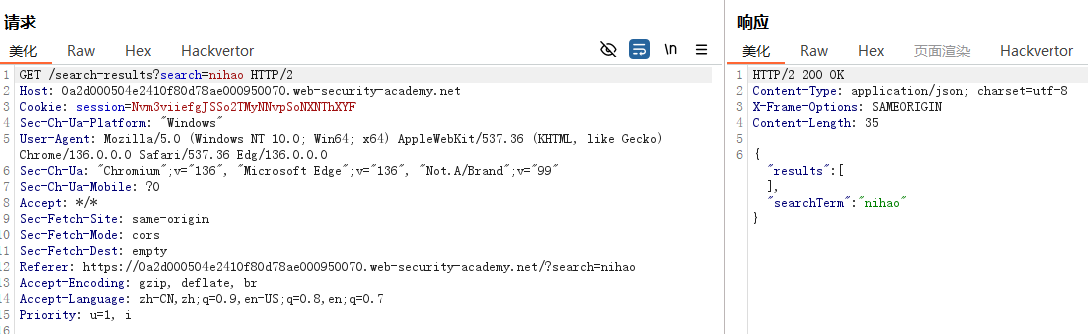 请求
美化 Raw Hex Hackvertor
\n
1 GET /search-results?search=nihao HTTP/2
2 Host: 0a2d000504e2410f80d78ae000950070.web-security-academy.net
3 Cookie: session=Nvm3viiefgJSSo2TMyNNvpSoNXNThXYF
4 Sec-Ch-Ua-Platform: "Windows"
5 User-Agent: Mozilla/5.0 (Windows NT 10.0; Win64; x64) AppleWebKit/537.36 (KHTML, like Gecko)
Chrome/136.0.0.0 Safari/537.36 Edg/136.0.0.0
6 Sec-Ch-Ua: "Chromium";v="136", "Microsoft Edge";v="136", "Not.A/Brand";v="99"
7 Sec-Ch-Ua-Mobile: ?0
8 Accept: */*
9 Sec-Fetch-Site: same-origin
10 Sec-Fetch-Mode: cors
11 Sec-Fetch-Dest: empty
12 Referer: https://0a2d000504e2410f80d78ae000950070.web-security-academy.net/?search=nihao
13 Accept-Encoding: gzip, deflate, br
14 Accept-Language: zh-CN,zh;q=0.9,en-US;q=0.8,en;q=0.7
15 Priority: u=1, i
16
响应
美化 Raw Hex 页面渲染 Hackvertor
1 HTTP/2 200 OK
2 Content-Type: application/json; charset=utf-8
3 X-Frame-Options: SAMEORIGIN
4 Content-Length: 35
5
6 {
"results":[
],
"searchTerm":"nihao"
}